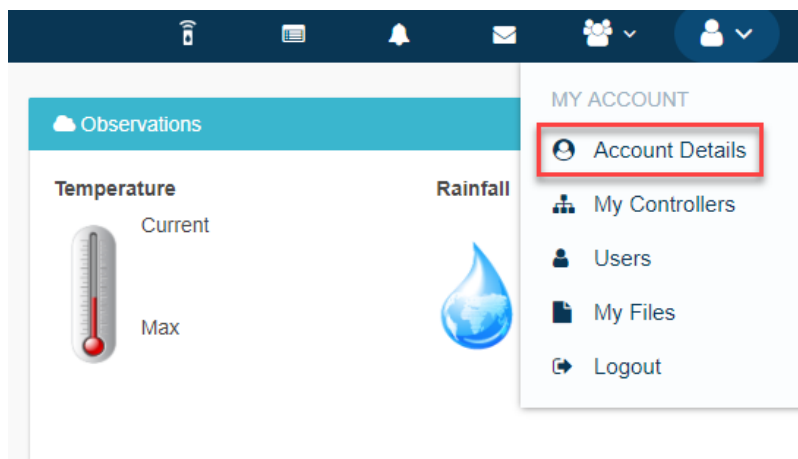 MY ACCOUNT
Account Details
My Controllers
Users
My Files
Logout
Observations
Temperature
Current
Max
Rainfall